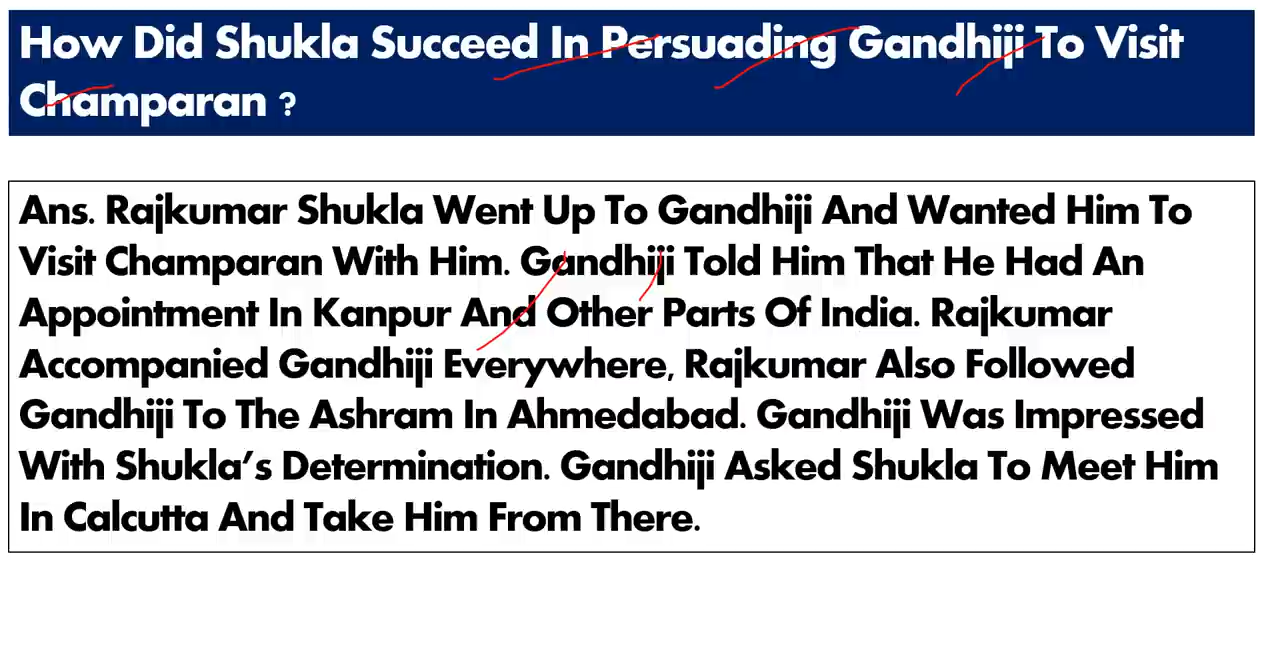 How Did Shukla Succeed In Persuading Gandhiji To Visit
Champaran ?
Ans. Rajkumar Shukla Went Up To Gandhiji And Wanted Him To
Visit Champaran With Him. Gandhiji Told Him That He Had An
Appointment In Kanpur And Other Parts Of India. Rajkumar
Accompanied Gandhiji Everywhere, Rajkumar Also Followed
Gandhiji To The Ashram In Ahmedabad. Gandhiji Was Impressed
With Shukla’s Determination. Gandhiji Asked Shukla To Meet Him
In Calcutta And Take Him From There.